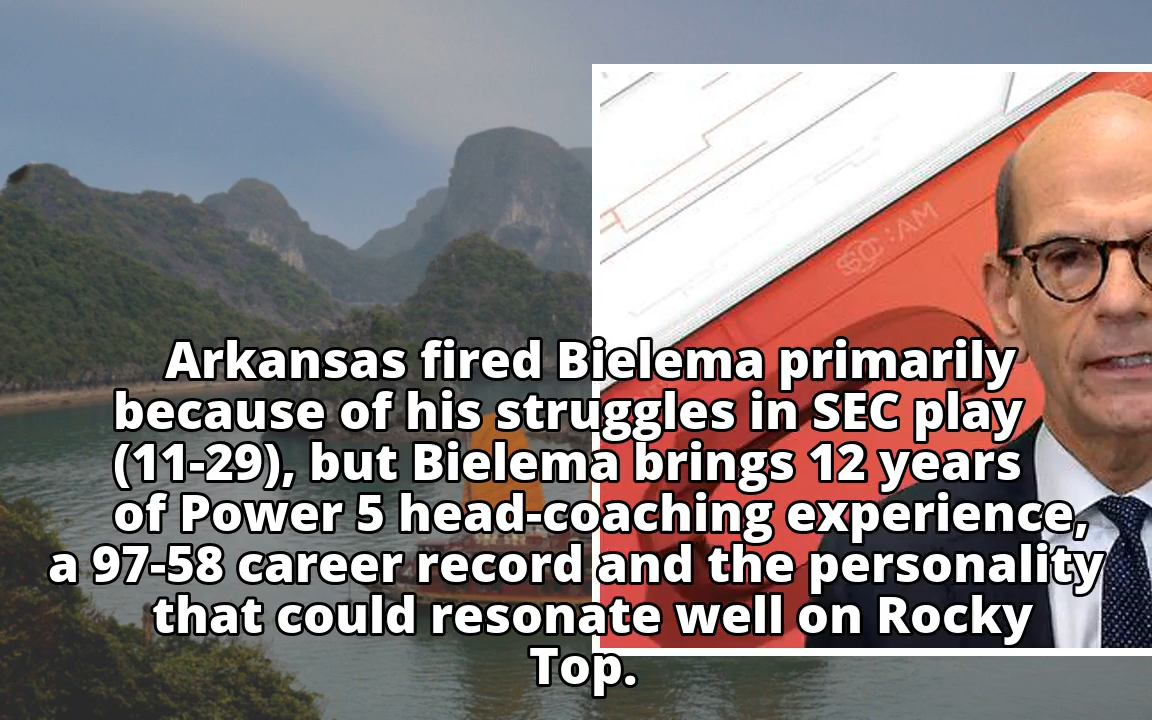 SC :AM
Arkansas fired Bielema primarily
because of his struggles in SEC play
(11-29), but Bielema brings 12 years
of Power 5 head-coaching experience,
a 97-58 career record and the personality
that could resonate well on Rocky
Top.